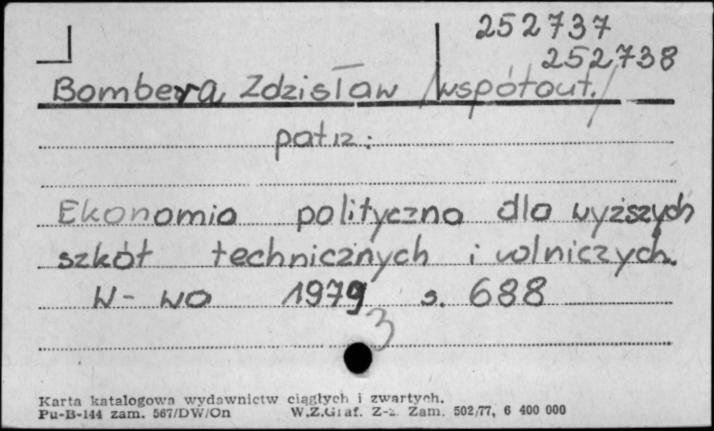 252737
252738
Bombera, Zdzisław /współaut./
patrz:
Ekonomia polityczna dla wyższych
szkół technicznych i rolniczych.
W-wa 1979 s. 688
3
Karta katalogowa wydawnictw ciągłych i zwartych.
Pu-B-144 zam. 567/DW/On W.Z.Graf. Z-2. Zam. 502/77, 6 400 000